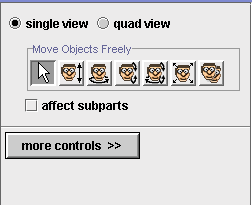 single view quad view
Move Objects Freely
affect subparts
more controls >>